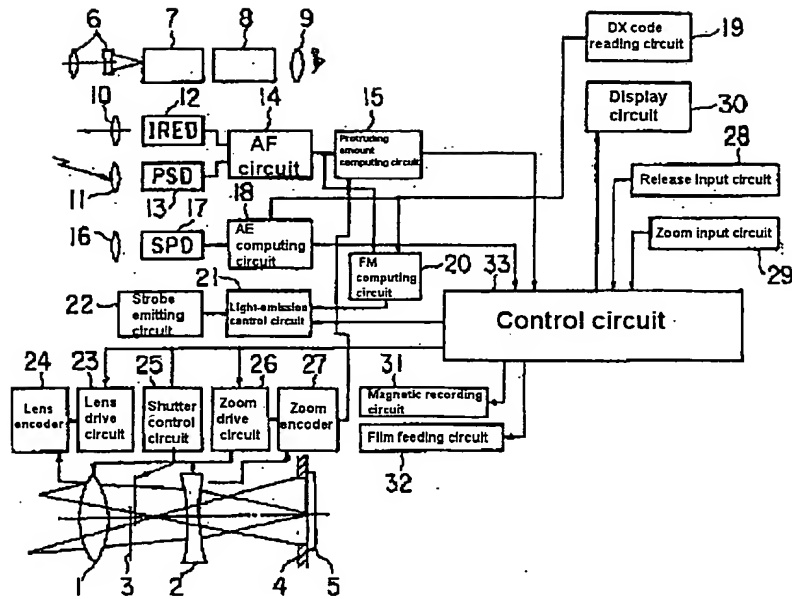 6 7 8 9
DX code
reading circuit
19
Display
circuit
30
10 12 14 15
IRED
AF
circuit
Protruding
amount
computing circuit
28
Release input circuit
11 PSD
13 17 18
16 SPD
AE
computing
circuit
Zoom input circuit
29
FM
computing
circuit
20
33
Control circuit
21
22
Strobe
emitting
circuit
Light-emission
control circuit
24 23 25 26 27
Lens
encoder
Lens
drive
circuit
Shutter
control
circuit
Zoom
drive
circuit
Zoom
encoder
31
Magnetic recording
circuit
Film feeding circuit
32
1 3 2 4 5